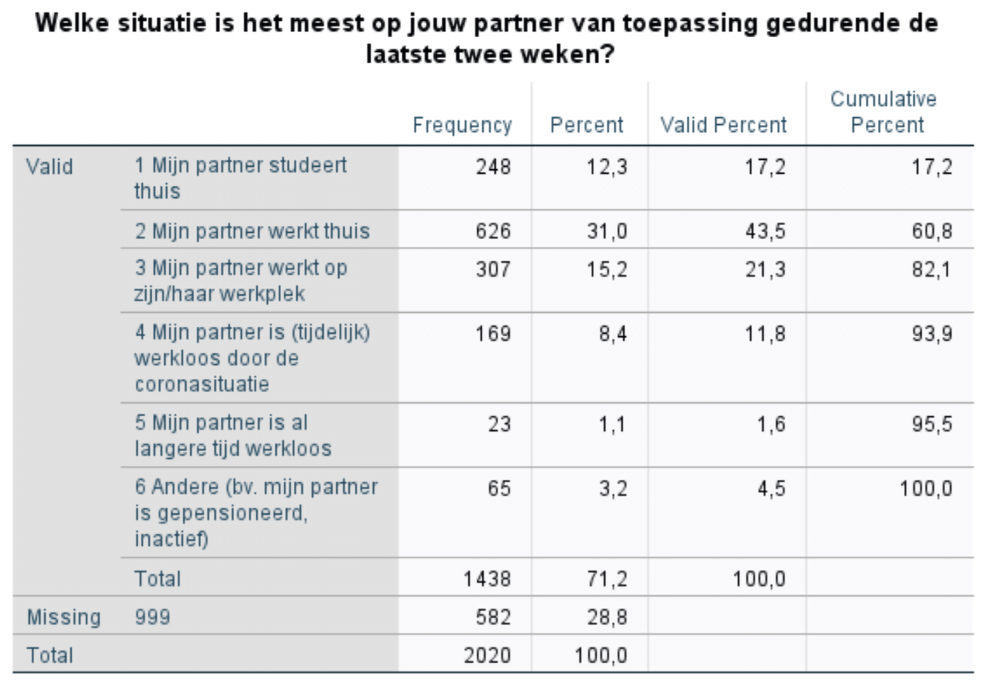 Welke situatie is het meest op jouw partner van toepassing gedurende de
laatste twee weken?
Frequency Percent Valid Percent Cumulative
Percent
Valid 1 Mijn partner studeert 248 12,3 17,2 17,2
thuis
2 Mijn partner werkt thuis 626 31,0 43,5 60,8
3 Mijn partner werkt op 307 15,2 21,3 82,1
zijn/haar werkplek
4 Mijn partner is (tijdelijk) 169 8,4 11,8 93,9
werkloos door de
coronasituatie
5 Mijn partner is al 23 1,1 1,6 95,5
langere tijd werkloos
6 Andere (bv. mijn partner 65 3,2 4,5 100,0
is gepensioneerd,
inactief)
Total 1438 71,2 100,0
Missing 999 582 28,8
Total 2020 100,0